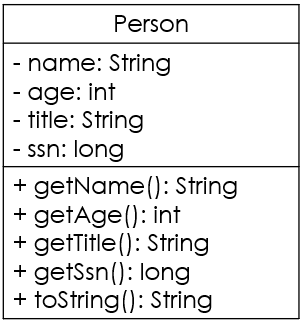 Person
- name: String
- age: int
- title: String
- ssn: long
+ getName(): String
+ getAge(): int
+ getTitle(): String
+ getSsn(): long
+ toString(): String